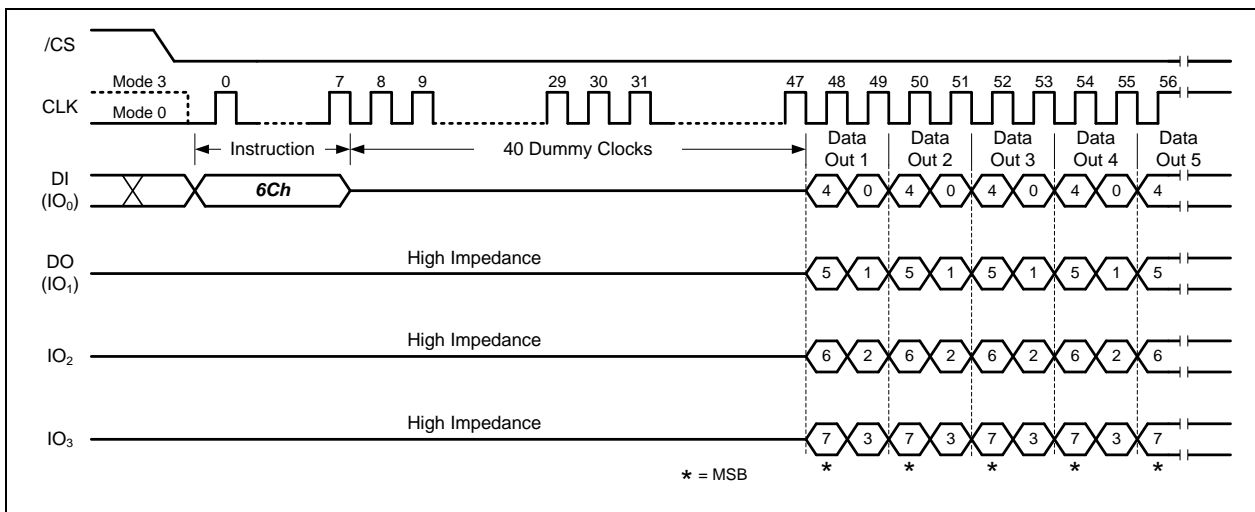 /CS
Mode 3 0 7 8 9 29 30 31 47 48 49 50 51 52 53 54 55 56
CLK
Mode 0
Instruction 40 Dummy Clocks Data Out 1 Data Out 2 Data Out 3 Data Out 4 Data Out 5
DI
(IO₀)
6Ch 4 0 4 0 4 0 4 0 4
DO
(IO₁)
High Impedance 5 1 5 1 5 1 5 1 5
IO₂
High Impedance 6 2 6 2 6 2 6 2 6
IO₃
High Impedance 7 3 7 3 7 3 7 3 7
* = MSB * * * * *